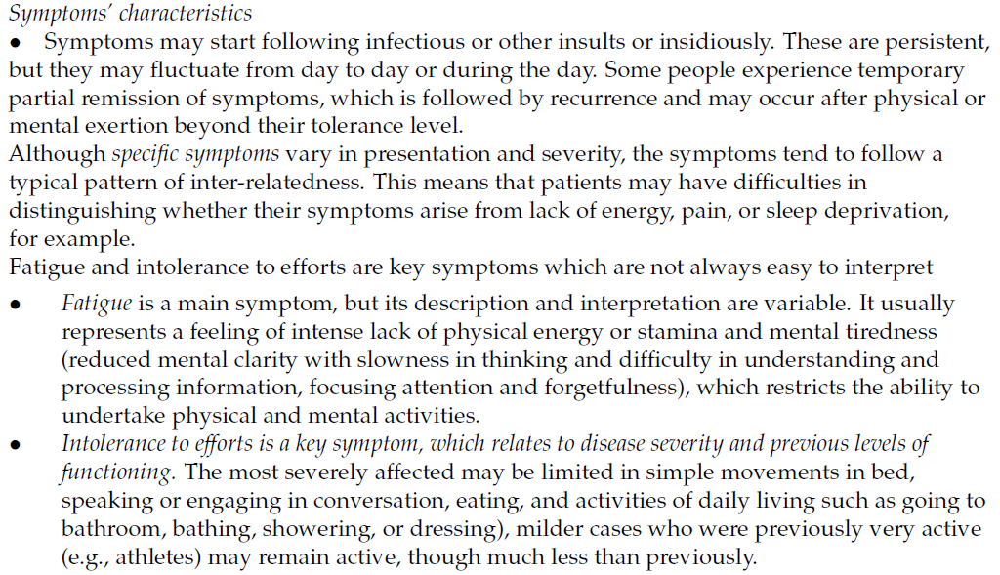 Symptoms’ characteristics
● Symptoms may start following infectious or other insults or insidiously. These are persistent,
but they may fluctuate from day to day or during the day. Some people experience temporary
partial remission of symptoms, which is followed by recurrence and may occur after physical or
mental exertion beyond their tolerance level.
Although specific symptoms vary in presentation and severity, the symptoms tend to follow a
typical pattern of inter-relatedness. This means that patients may have difficulties in
distinguishing whether their symptoms arise from lack of energy, pain, or sleep deprivation,
for example.
Fatigue and intolerance to efforts are key symptoms which are not always easy to interpret
● Fatigue is a main symptom, but its description and interpretation are variable. It usually
represents a feeling of intense lack of physical energy or stamina and mental tiredness
(reduced mental clarity with slowness in thinking and difficulty in understanding and
processing information, focusing attention and forgetfulness), which restricts the ability to
undertake physical and mental activities.
● Intolerance to efforts is a key symptom, which relates to disease severity and previous levels of
functioning. The most severely affected may be limited in simple movements in bed,
speaking or engaging in conversation, eating, and activities of daily living such as going to
bathroom, bathing, showering, or dressing), milder cases who were previously very active
(e.g., athletes) may remain active, though much less than previously.